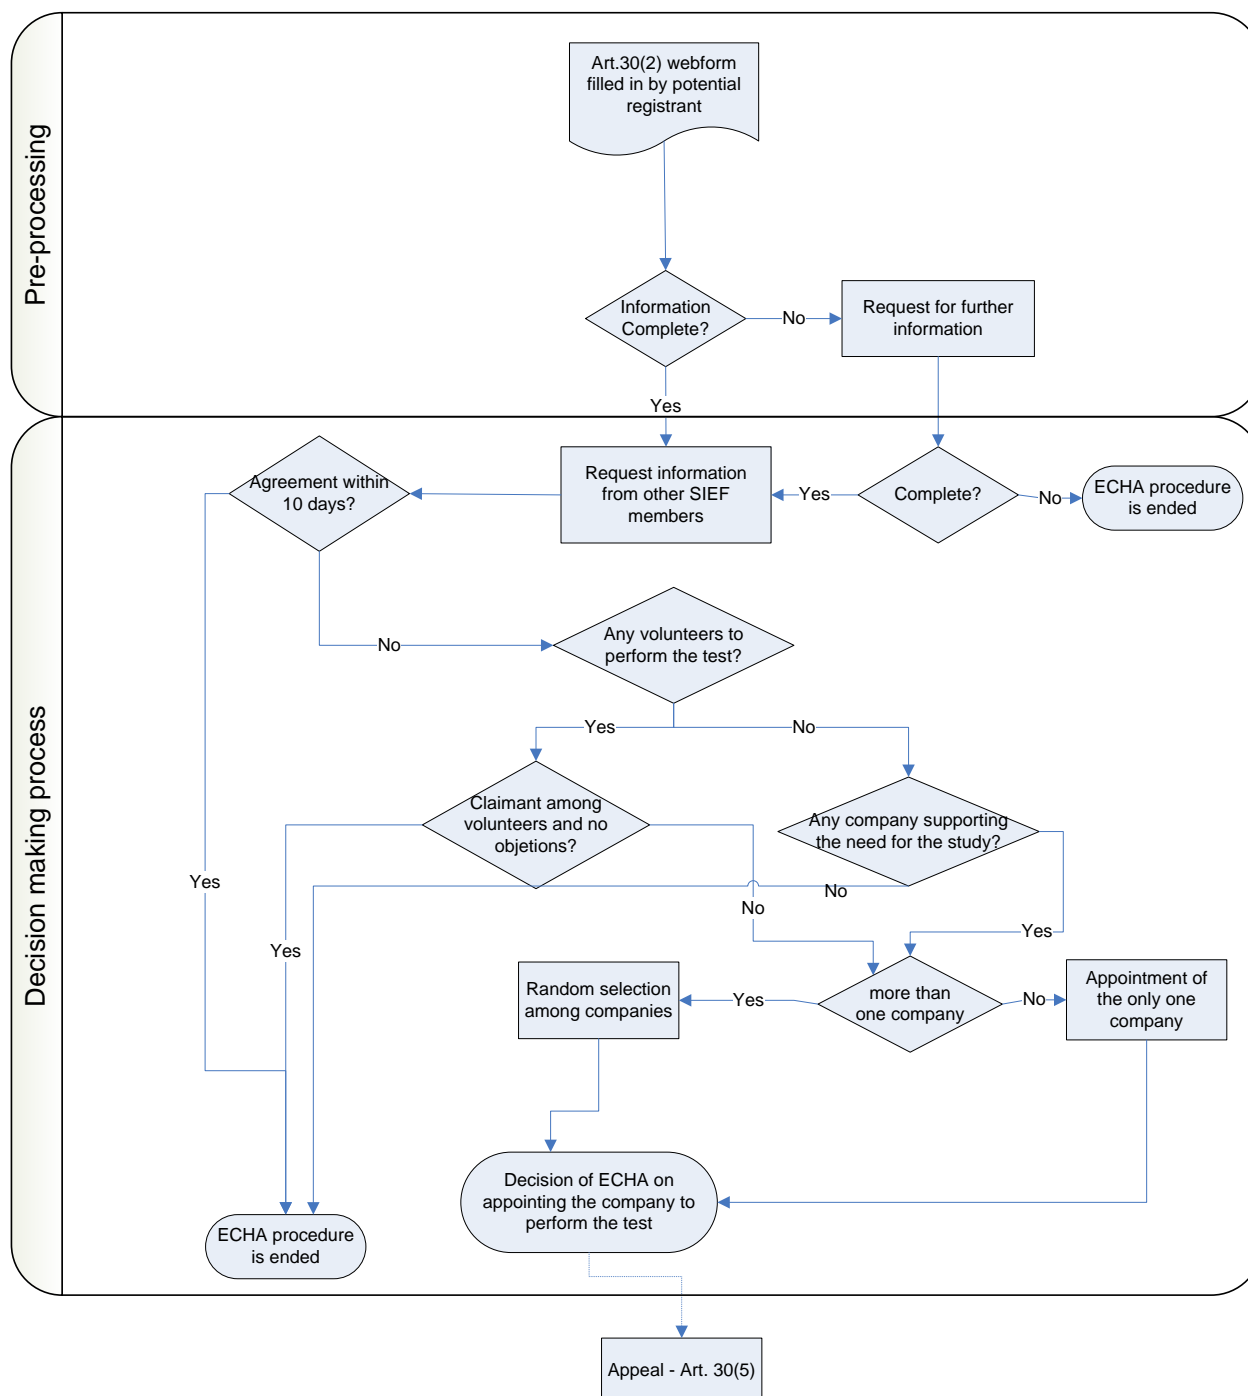 Pre-processing
Art.30(2) webform
filled in by potential
registrant
Information
Complete?
No
Request for further
information
Yes
Decision making process
Agreement within
10 days?
Request information
from other SIEF
members
Yes
Complete?
No
ECHA procedure
is ended
No
Any volunteers to
perform the test?
Yes
No
Claimant among
volunteers and no
objetions?
Any company supporting
the need for the study?
Yes
No
No
Yes
Yes
Random selection
among companies
Yes
more than
one company
No
Appointment of
the only one
company
Decision of ECHA on
appointing the company to
perform the test
ECHA procedure
is ended
Appeal - Art. 30(5)